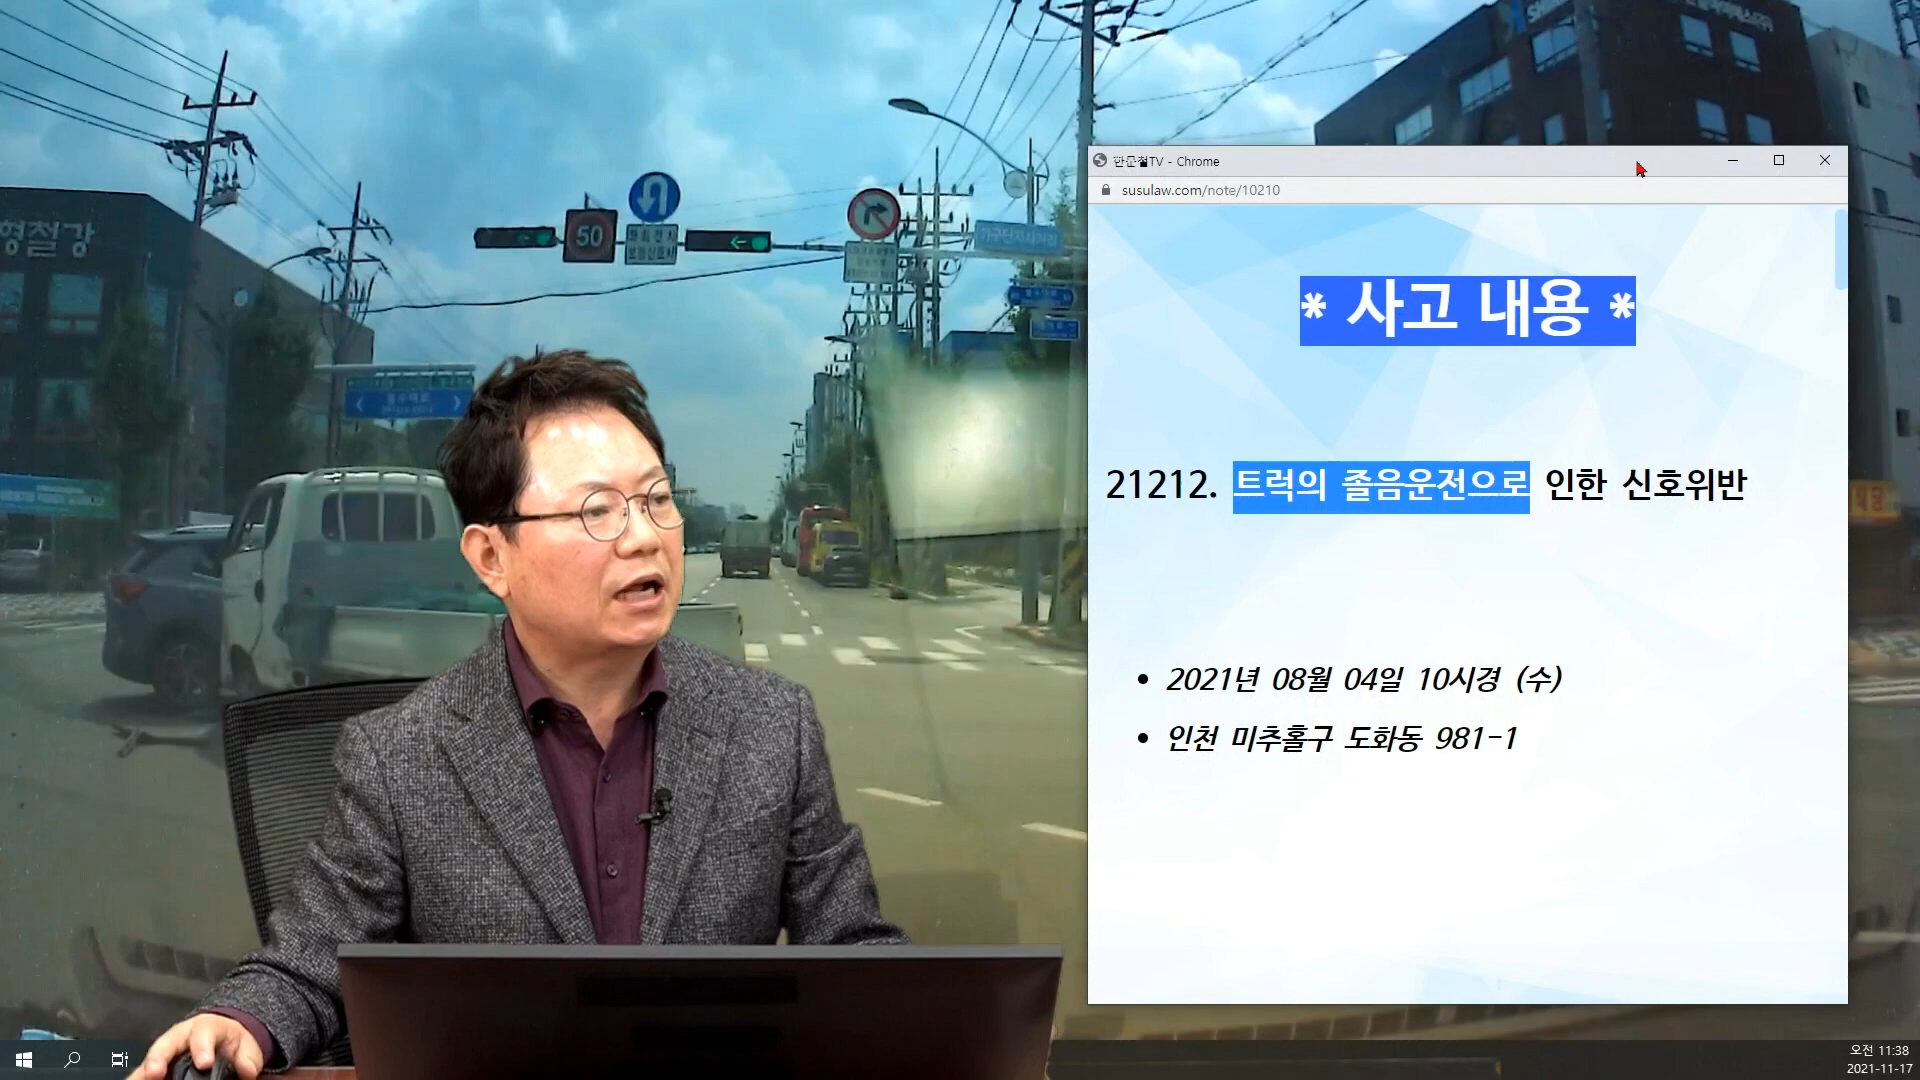 형철강
50
한문철TV - Chrome
susulaw.com/note/10210
* 사고 내용 *
21212. 트럭의 졸음운전으로 인한 신호위반
• 2021년 08월 04일 10시경 (수)
• 인천 미추홀구 도화동 981-1
오전 11:38
2021-11-17